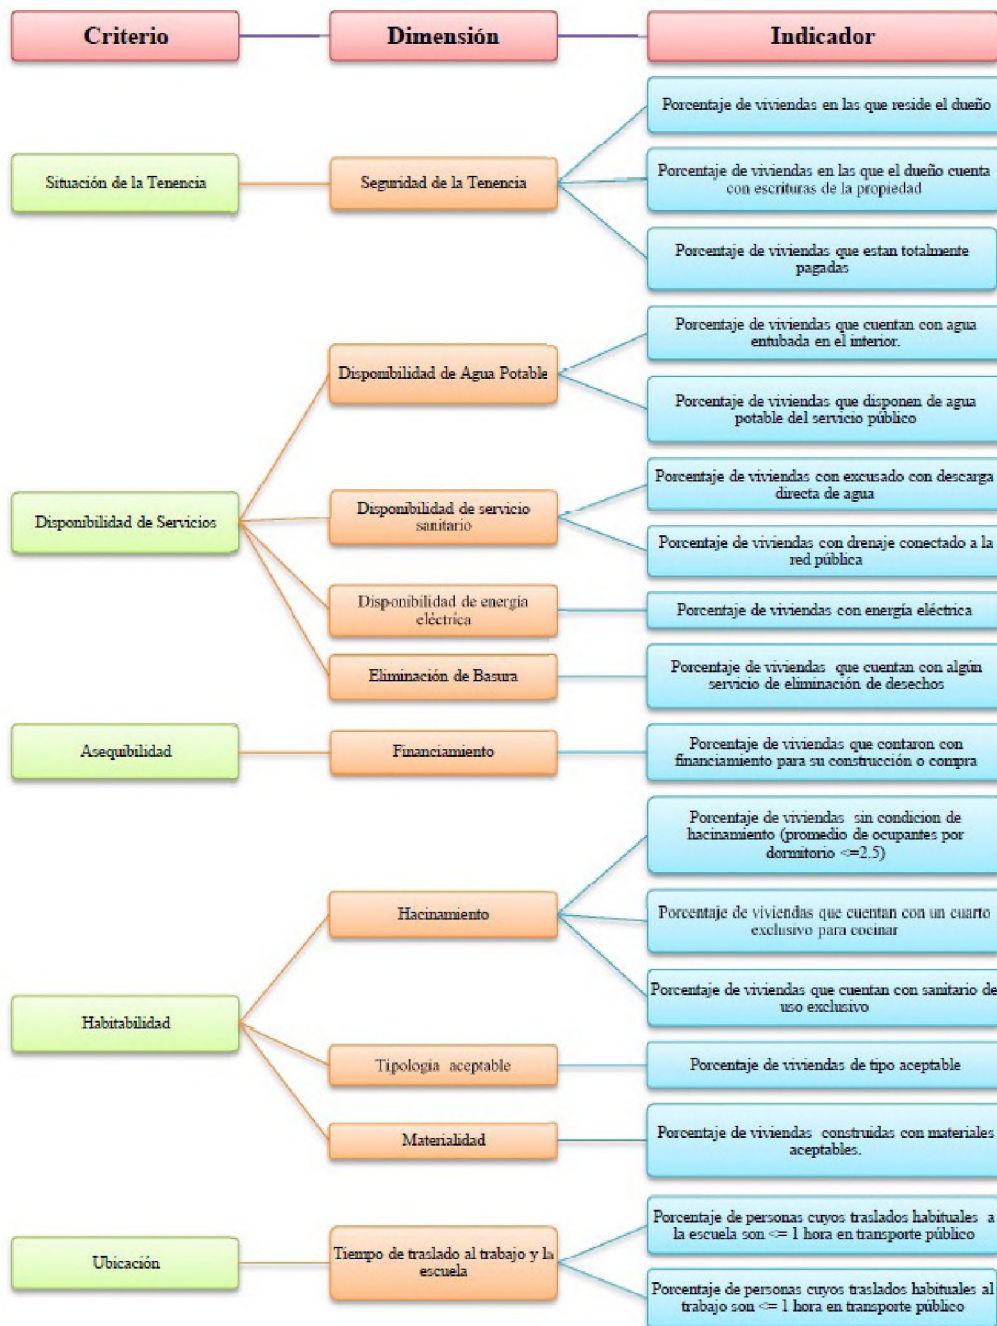 Criterio
Dimensión
Indicador
Situación de la Tenencia
Seguridad de la Tenencia
Porcentaje de viviendas en las que reside el dueño
Porcentaje de viviendas en las que el dueño cuenta
con escrituras de la propiedad
Porcentaje de viviendas que estan totalmente
pagadas
Disponibilidad de Servicios
Disponibilidad de Agua Potable
Porcentaje de viviendas que cuentan con agua
entubada en el interior.
Porcentaje de viviendas que disponen de agua
potable del servicio público
Disponibilidad de servicio
sanitario
Porcentaje de viviendas con excusado con descarga
directa de agua
Porcentaje de viviendas con drenaje conectado a la
red pública
Disponibilidad de energía
eléctrica
Porcentaje de viviendas con energía eléctrica
Eliminación de Basura
Porcentaje de viviendas que cuentan con algún
servicio de eliminación de desechos
Asequibilidad
Financiamiento
Porcentaje de viviendas que contaron con
financiamiento para su construcción o compra
Habitabilidad
Hacinamiento
Porcentaje de viviendas sin condicion de
hacinamiento (promedio de ocupantes por
dormitorio <=2.5)
Porcentaje de viviendas que cuentan con un cuarto
exclusivo para cocinar
Porcentaje de viviendas que cuentan con sanitario de
uso exclusivo
Tipología aceptable
Porcentaje de viviendas de tipo aceptable
Materialidad
Porcentaje de viviendas construidas con materiales
aceptables.
Ubicación
Tiempo de traslado al trabajo y la
escuela
Porcentaje de personas cuyos traslados habituales a
la escuela son <= 1 hora en transporte público
Porcentaje de personas cuyos traslados habituales al
trabajo son <= 1 hora en transporte público